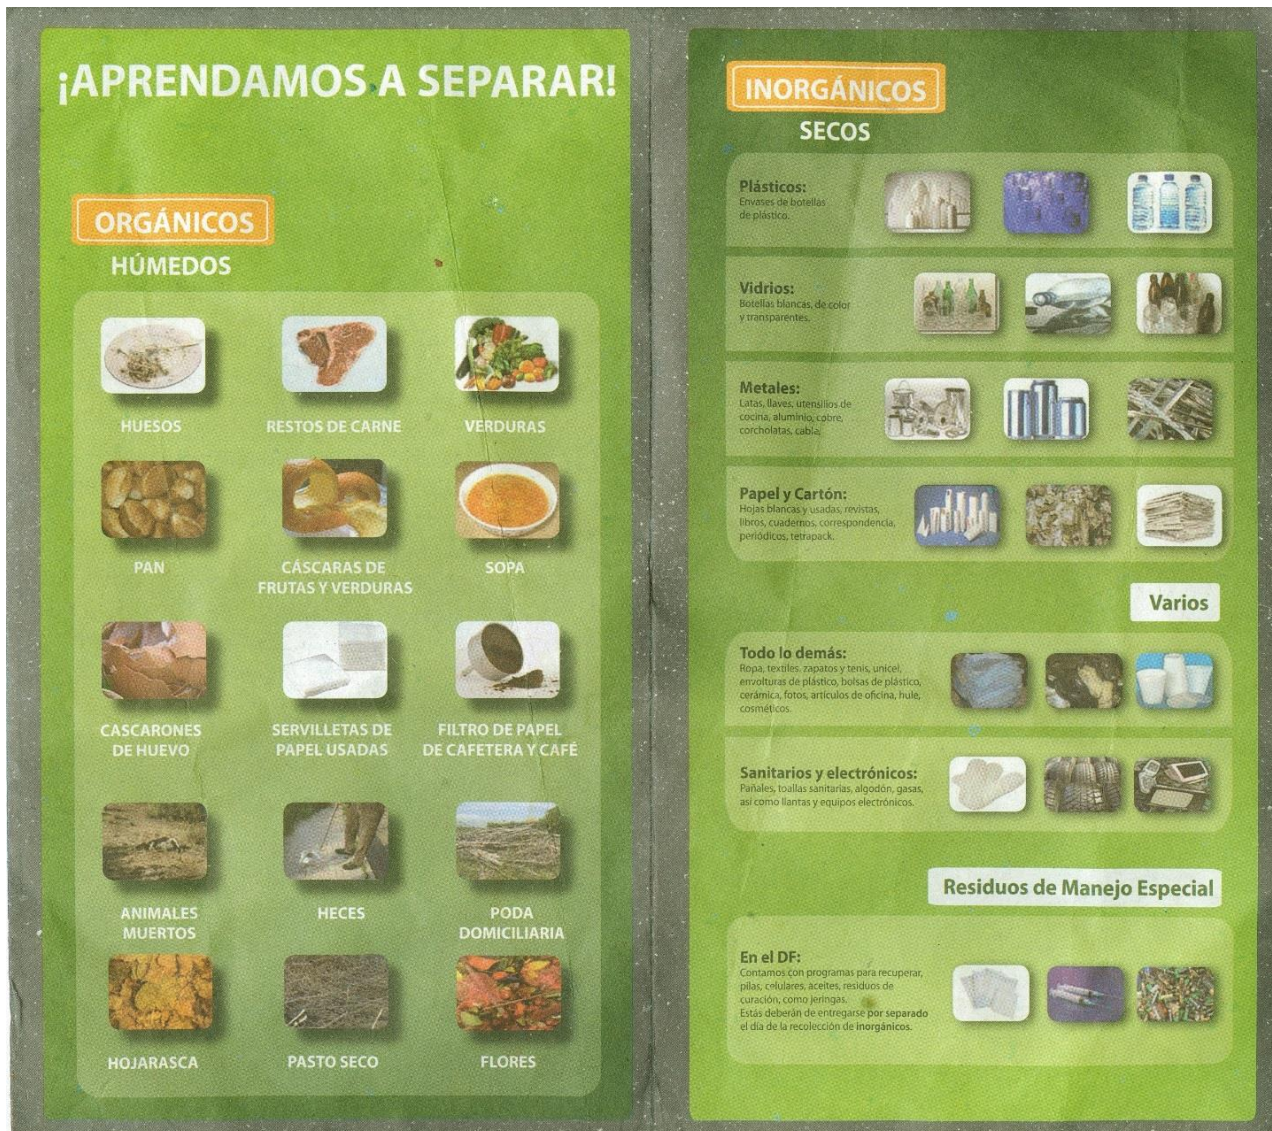 ¡APRENDAMOS A SEPARAR!
ORGÁNICOS
HÚMEDOS
HUESOS
RESTOS DE CARNE
VERDURAS
PAN
CÁSCARAS DE
FRUTAS Y VERDURAS
SOPA
CASCARONES
DE HUEVO
SERVILLETAS DE
PAPEL USADAS
FILTRO DE PAPEL
DE CAFETERA Y CAFÉ
ANIMALES
MUERTOS
HECES
PODA
DOMICILIARIA
HOJARASCA
PASTO SECO
FLORES
INORGÁNICOS
SECOS
Plásticos:
Envases de botellas
de plástico.
Vidrios:
Botellas blancas, de color
y transparentes.
Metales:
Latas, llaves, utensilios de
cocina, aluminio, cobre,
corcholatas, cable,
Papel y Cartón:
Hojas blancas y usadas, revistas,
libros, cuadernos, correspondencia,
periódicos, tetrapack.
Varios
Todo lo demás:
Ropa, textiles, zapatos y tenis, unicel,
envolturas de plástico, bolsas de plástico,
cerámica, fotos, artículos de oficina, hule,
cosméticos.
Sanitarios y electrónicos:
Pañales, toallas sanitarias, algodón, gasas,
así como llantas y equipos electrónicos.
Residuos de Manejo Especial
En el DF:
Contamos con programas para recuperar,
pilas, celulares, aceites, residuos de
curación, como jeringas.
Estás deberán de entregarse por separado
el día de la recolección de inorgánicos.